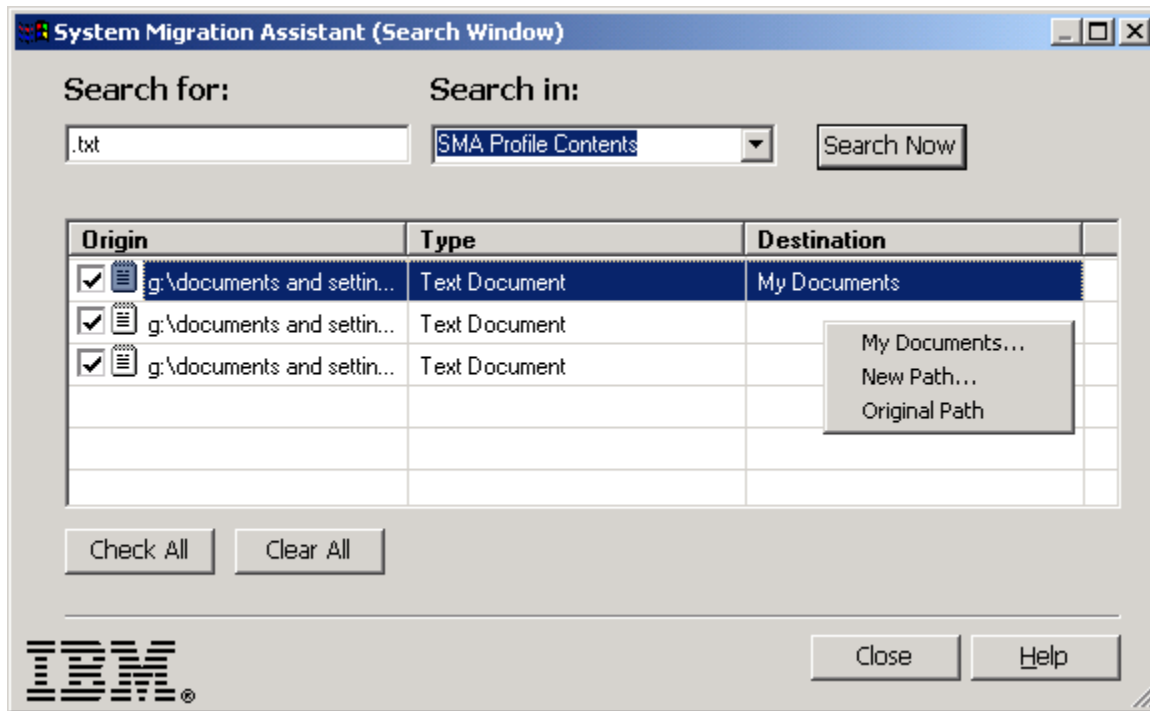 System Migration Assistant (Search Window)
Search for: Search in:
.txt SMA Profile Contents Search Now
Origin Type Destination
g:\documents and settin... Text Document My Documents
g:\documents and settin... Text Document
g:\documents and settin... Text Document
My Documents...
New Path...
Original Path
Check All Clear All
IBM® Close Help